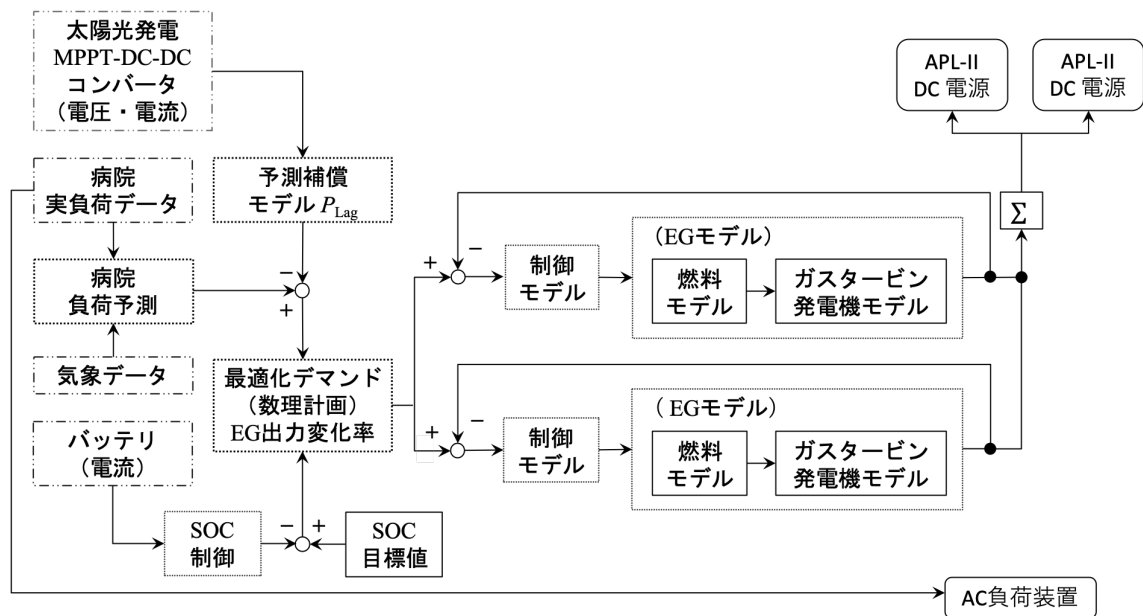 太陽光発電
MPPT-DC-DC
コンバータ
（電圧・電流）
APL-II
DC 電源
APL-II
DC 電源
病院
実負荷データ
予測補償
モデル P_Lag
Σ
－
＋
（EGモデル）
制御
モデル
燃料
モデル
ガスタービン
発電機モデル
病院
負荷予測
－
＋
気象データ
最適化デマンド
（数理計画）
EG出力変化率
－
＋
（EGモデル）
制御
モデル
燃料
モデル
ガスタービン
発電機モデル
バッテリ
（電流）
SOC
制御
－
＋
SOC
目標値
AC負荷装置